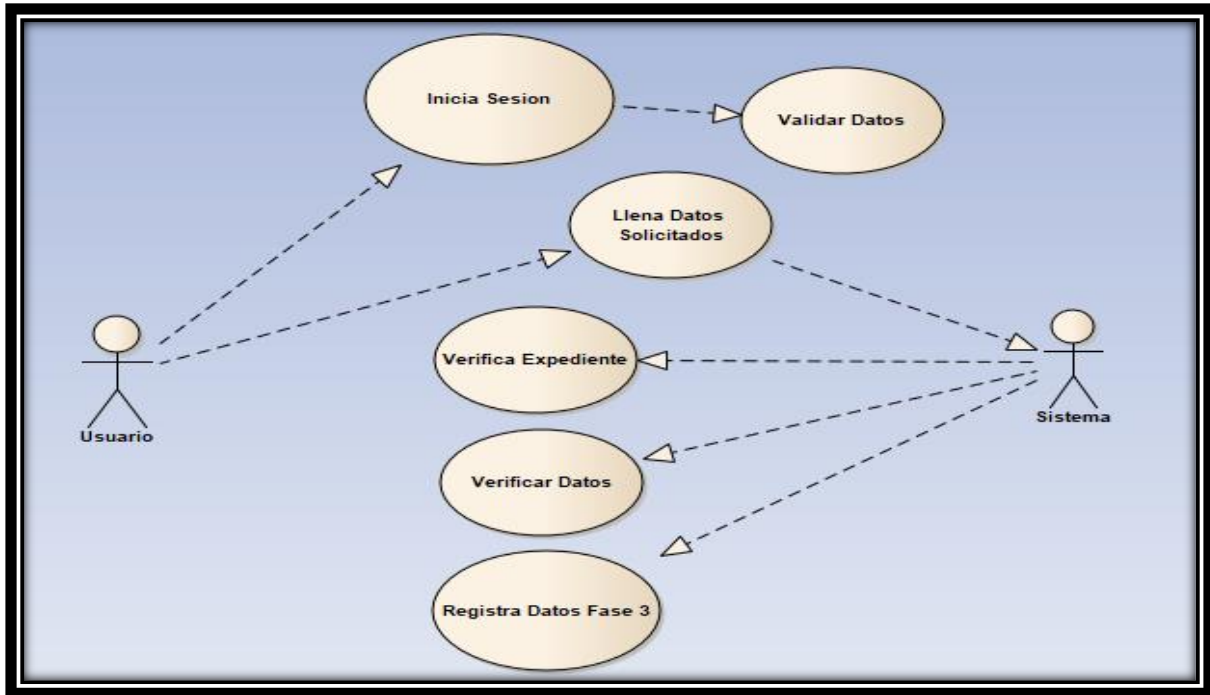 Inicia Sesion
Validar Datos
Llena Datos
Solicitados
Verifica Expediente
Usuario
Sistema
Verificar Datos
Registra Datos Fase 3